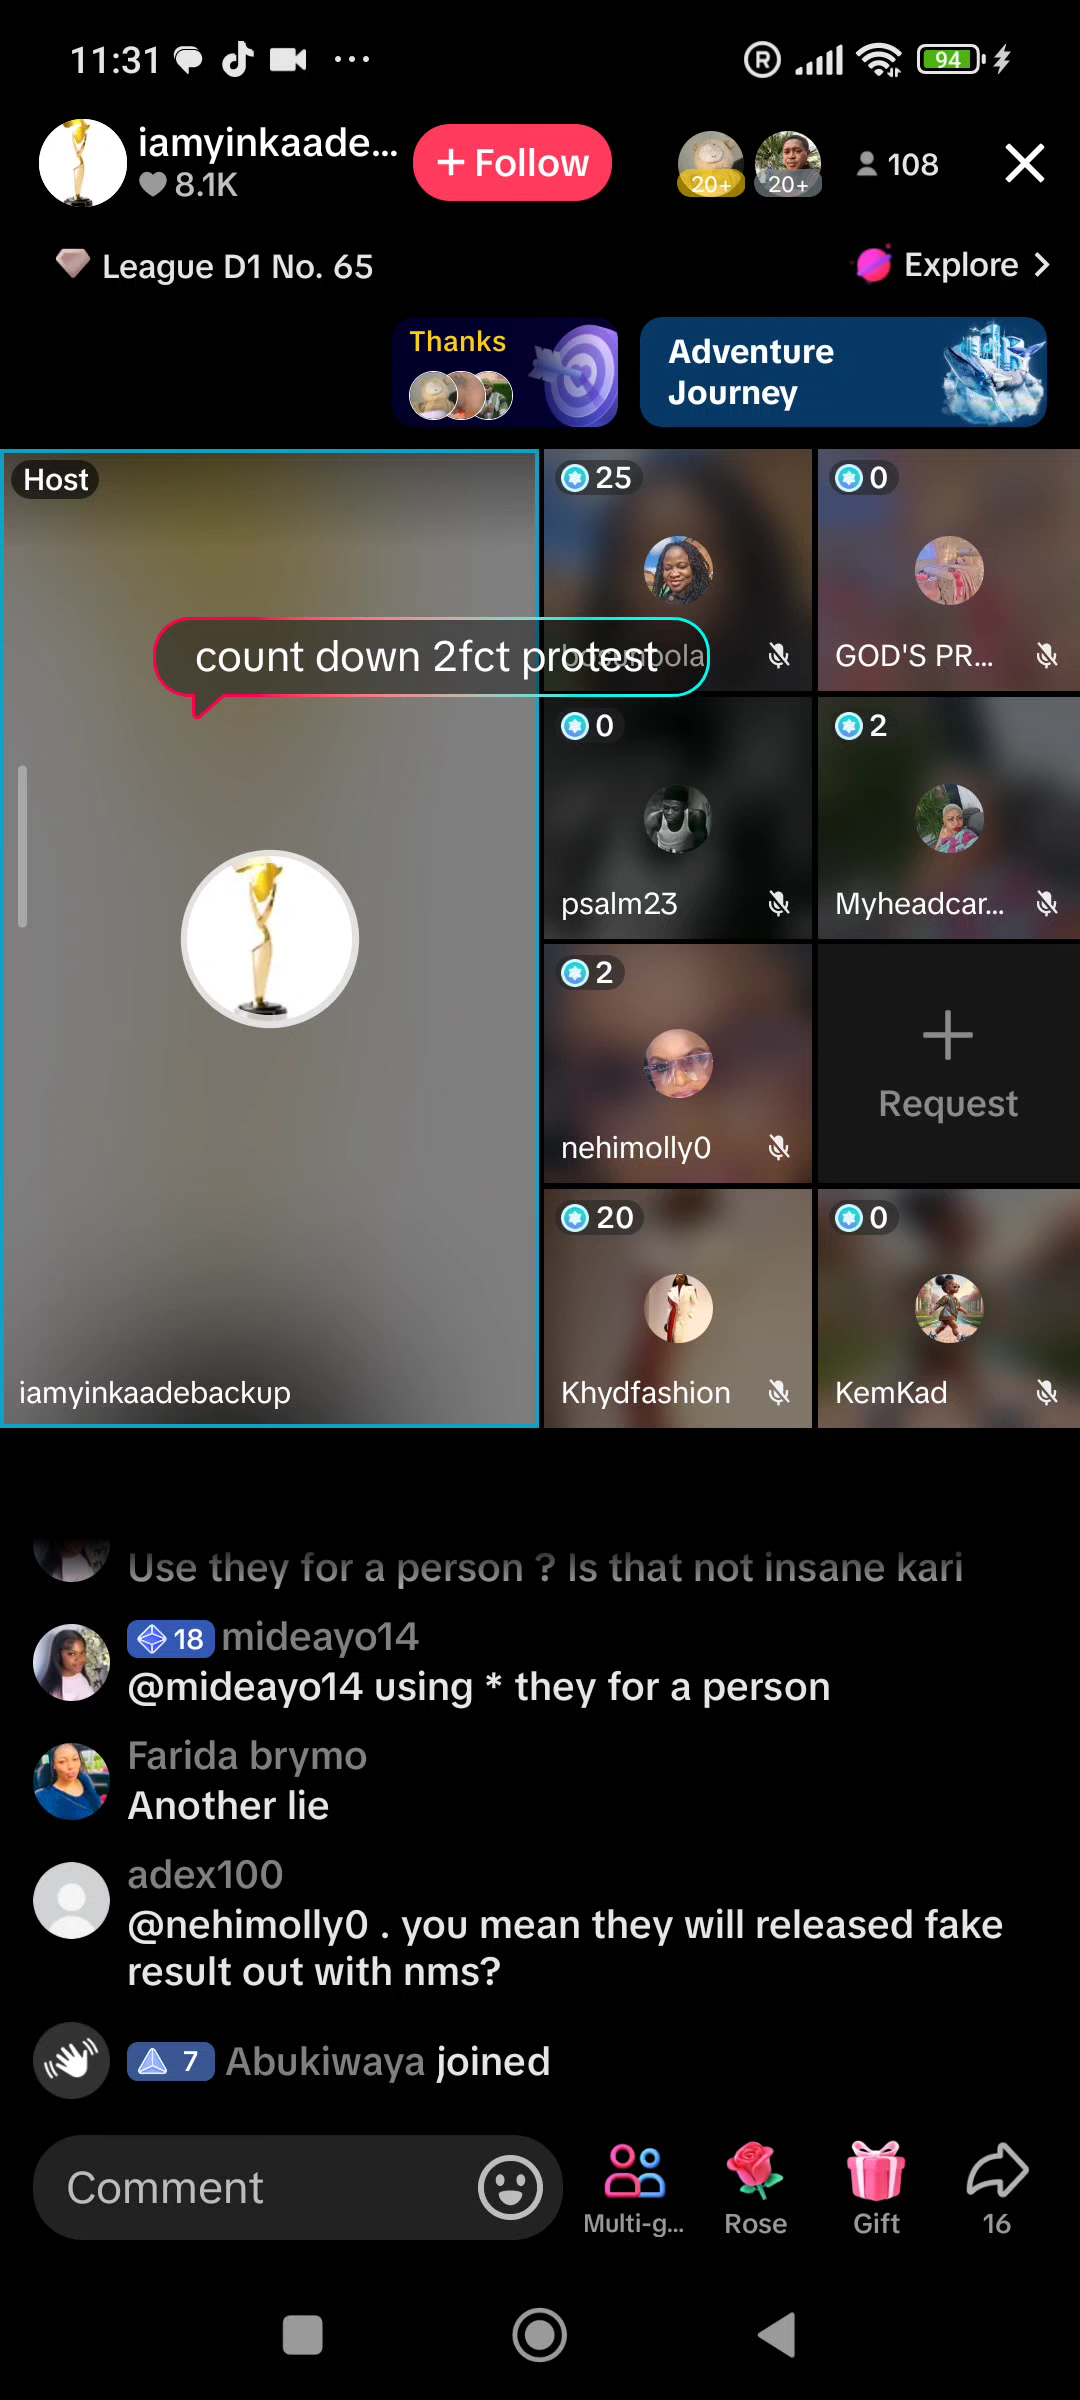 11:31
94
iamyinkaade...
8.1K
+ Follow
20+
20+
108
League D1 No. 65
Explore >
Thanks
Adventure
Journey
Host
25
0
count down 2fct protest
GOD'S PR...
0
2
psalm23
Myheadcar...
2
nehimolly0
Request
20
0
iamyinkaadebackup
Khydfashion
KemKad
Use they for a person ? Is that not insane kari
18 mideayo14
@mideayo14 using * they for a person
Farida brymo
Another lie
adex100
@nehimolly0 . you mean they will released fake
result out with nms?
7 Abukiwaya joined
Comment
Multi-g...
Rose
Gift
16